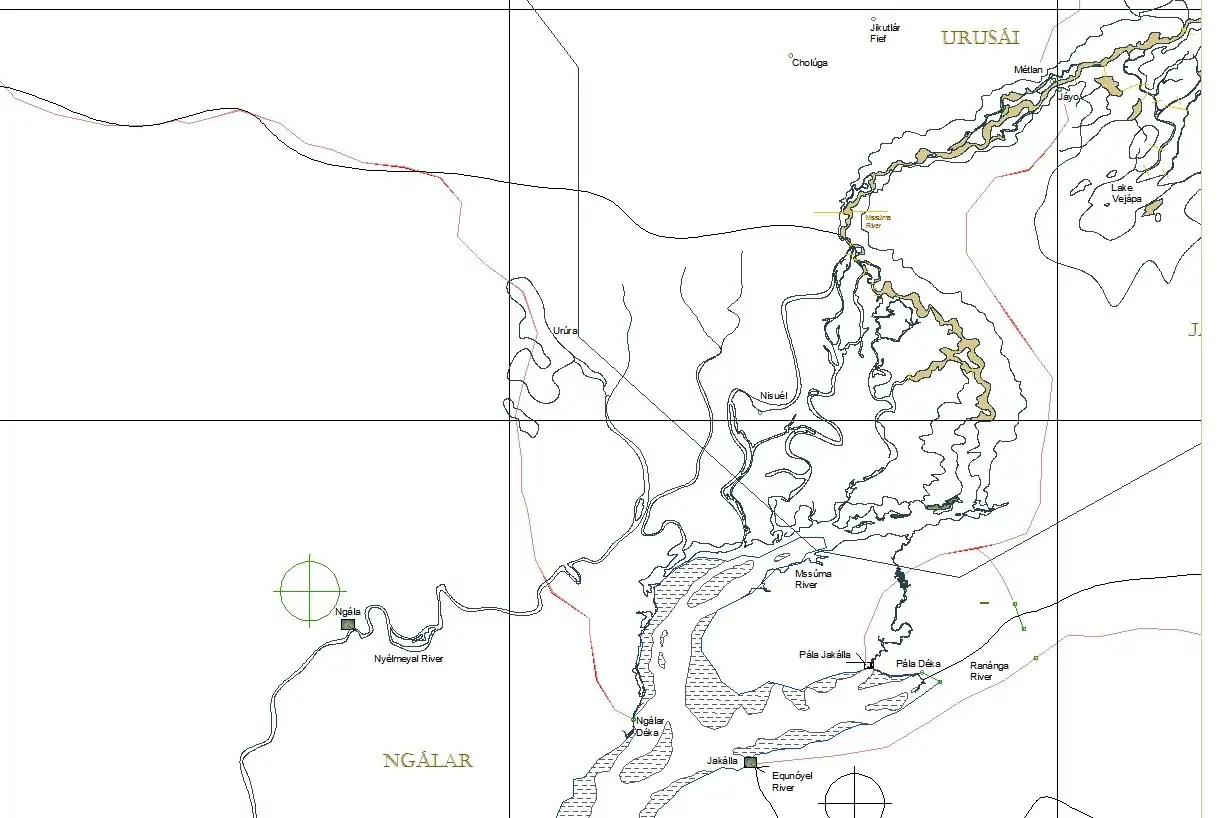 Jikutlár
Fief
URUSÁI
Cholúga
Métlan
Jáyo
Lake
Vejápa
Mssúma
River
Urúra
Nisuél
Mssúma
River
Ngála
Nyélmeyal River
Pála Jakálla
Pála Déka
Ranánga
River
Ngálar
Déka
NGÁLAR
Jakálla
Equnóyel
River